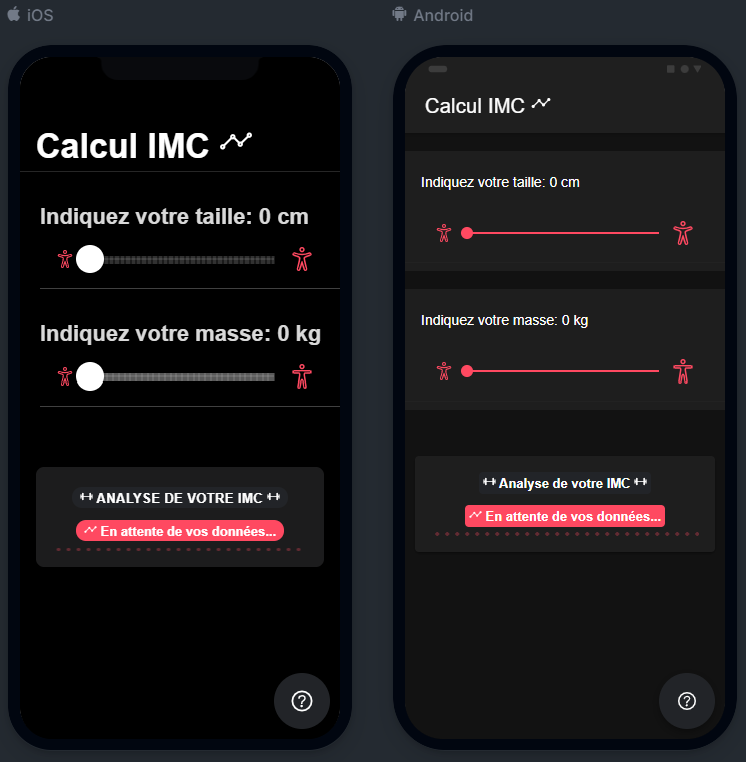 iOS
Calcul IMC
Indiquez votre taille: 0 cm
Indiquez votre masse: 0 kg
ANALYSE DE VOTRE IMC
En attente de vos données...
Android
Calcul IMC
Indiquez votre taille: 0 cm
Indiquez votre masse: 0 kg
Analyse de votre IMC
En attente de vos données...